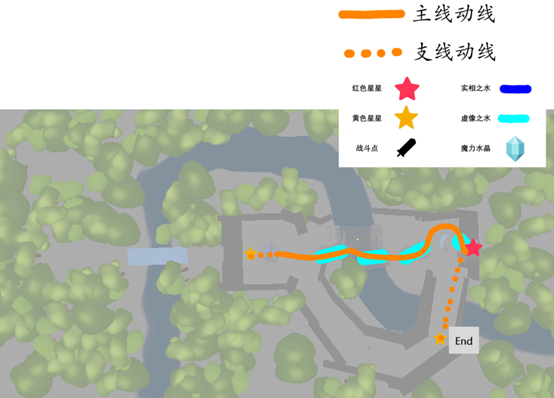 主线动线
支线动线
红色星星
实相之水
黄色星星
虚像之水
战斗点
魔力水晶
End